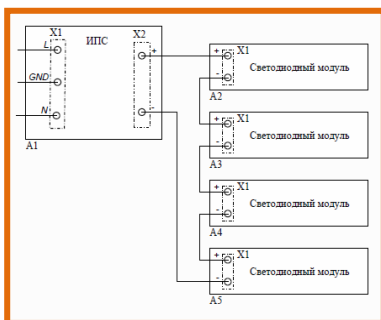 X1 ИПС X2
L
GND
N
+
-
A1
+ X1
- Светодиодный модуль
A2
+ X1
- Светодиодный модуль
A3
+ X1
- Светодиодный модуль
A4
+ X1
- Светодиодный модуль
A5